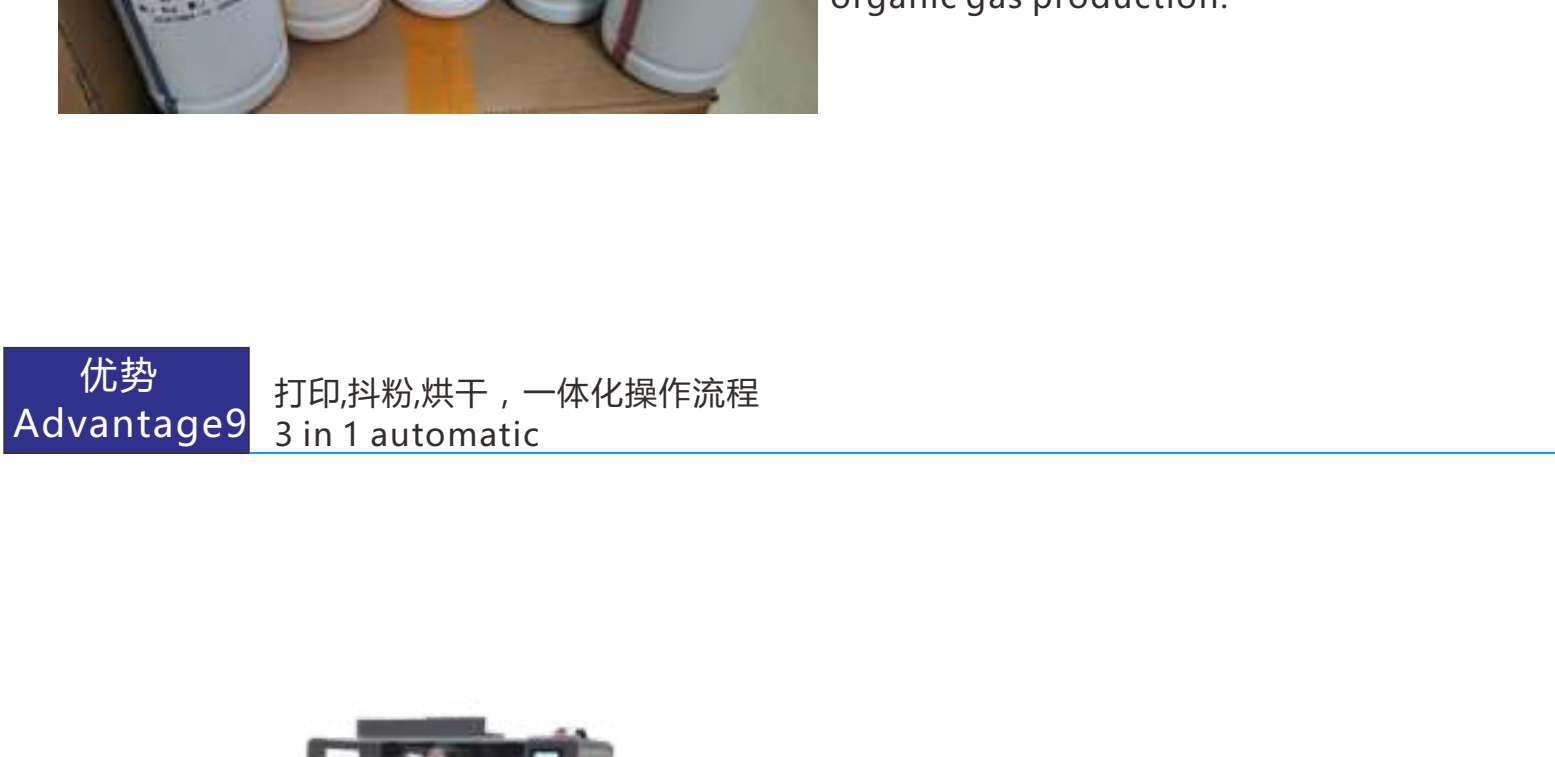 organic gas production.
优势
Advantage9
打印,抖粉,烘干，一体化操作流程
3 in 1 automatic